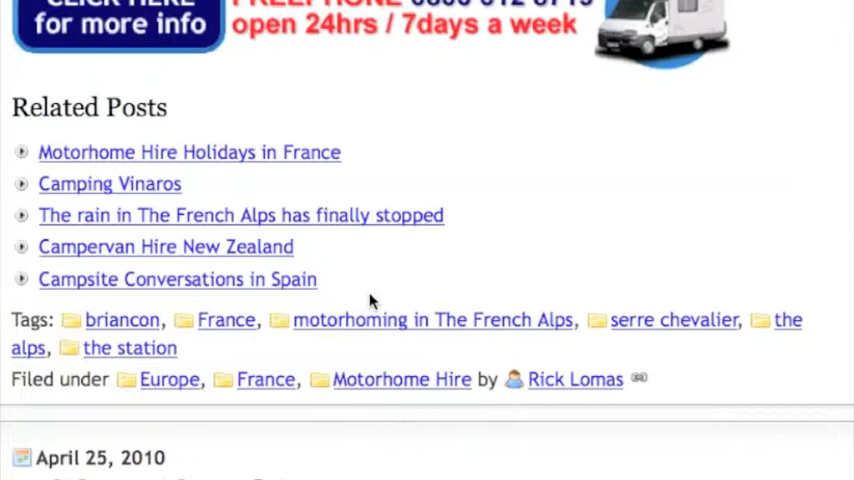 CLICK HERE
for more info
FREEPHONE 0800 612 8719
open 24hrs / 7days a week
Related Posts
Motorhome Hire Holidays in France
Camping Vinaros
The rain in The French Alps has finally stopped
Campervan Hire New Zealand
Campsite Conversations in Spain
Tags: briancon, France, motorhoming in The French Alps, serre chevalier, the
alps, the station
Filed under Europe, France, Motorhome Hire by Rick Lomas
April 25, 2010